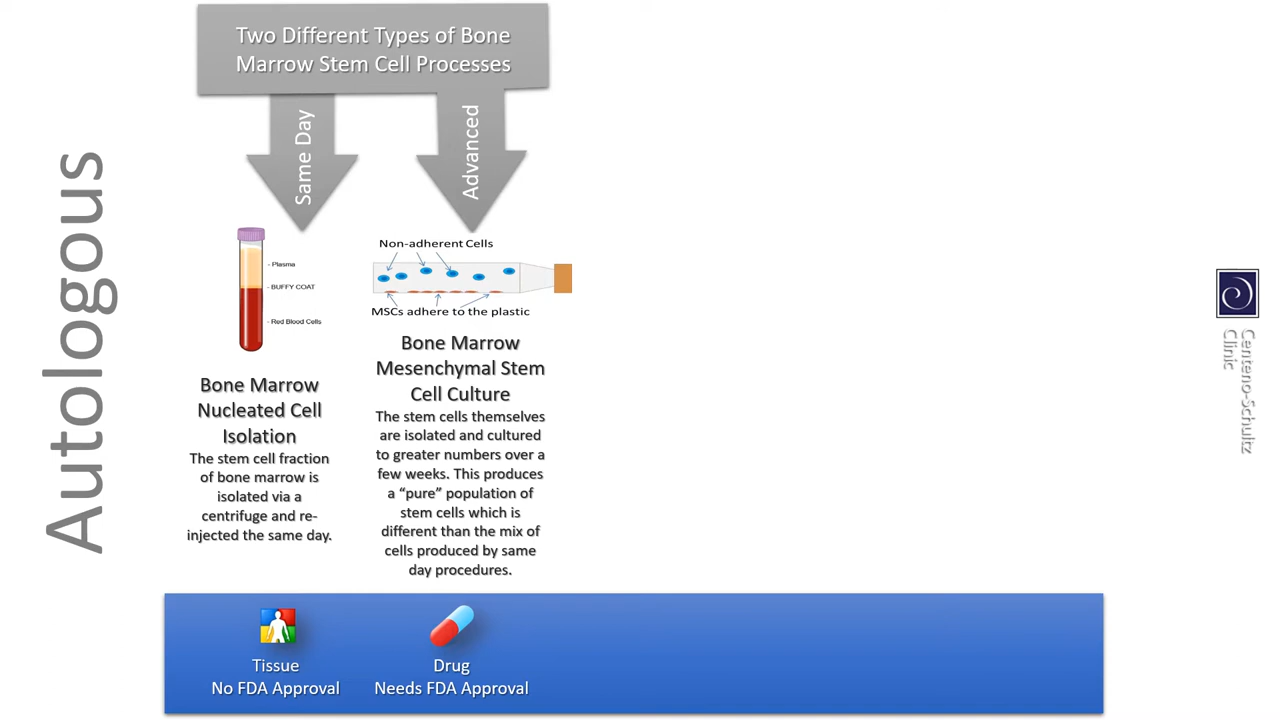 Two Different Types of Bone
Marrow Stem Cell Processes
Same Day
Advanced
Autologous
- Plasma
- BUFFY COAT
- Red Blood Cells
Non-adherent Cells
MSCs adhere to the plastic
Bone Marrow
Nucleated Cell
Isolation
The stem cell fraction
of bone marrow is
isolated via a
centrifuge and re-
injected the same day.
Bone Marrow
Mesenchymal Stem
Cell Culture
The stem cells themselves
are isolated and cultured
to greater numbers over a
few weeks. This produces
a “pure” population of
stem cells which is
different than the mix of
cells produced by same
day procedures.
Tissue
No FDA Approval
Drug
Needs FDA Approval
Centeno-Schultz
Clinic